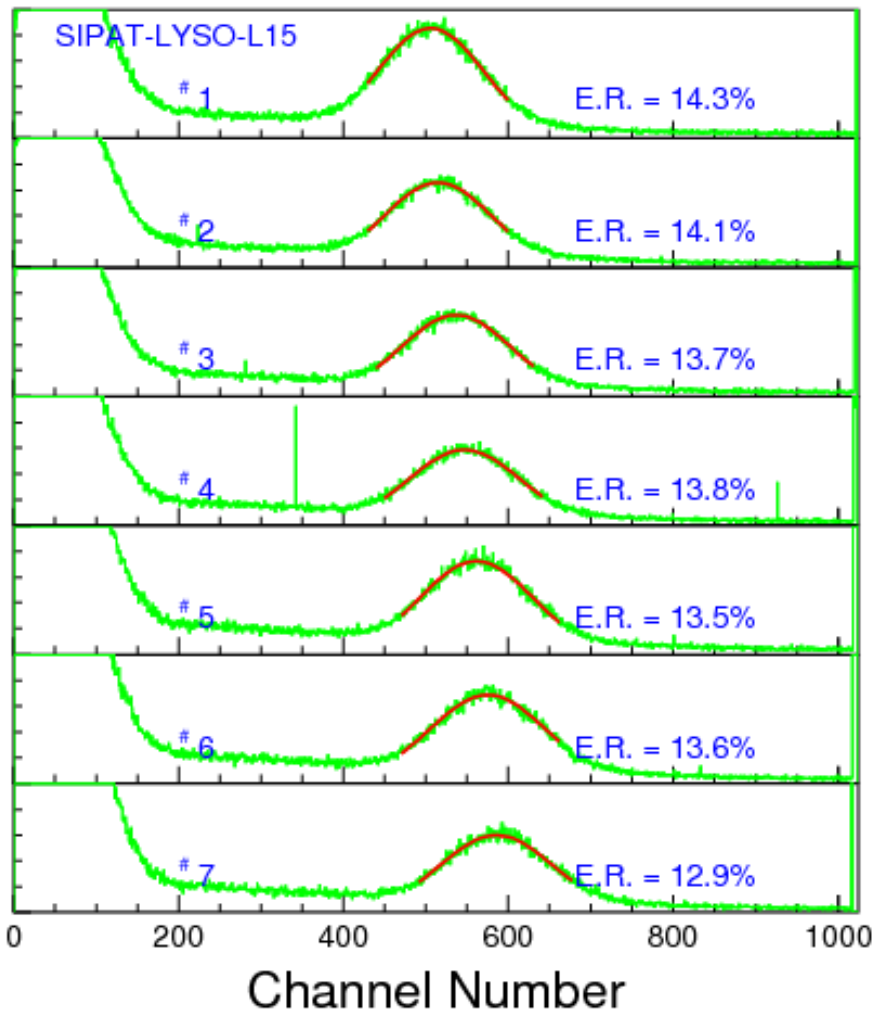 SIPAT-LYSO-L15
# 1 E.R. = 14.3%
# 2 E.R. = 14.1%
# 3 E.R. = 13.7%
# 4 E.R. = 13.8%
# 5 E.R. = 13.5%
# 6 E.R. = 13.6%
# 7 E.R. = 12.9%
0 200 400 600 800 1000
Channel Number